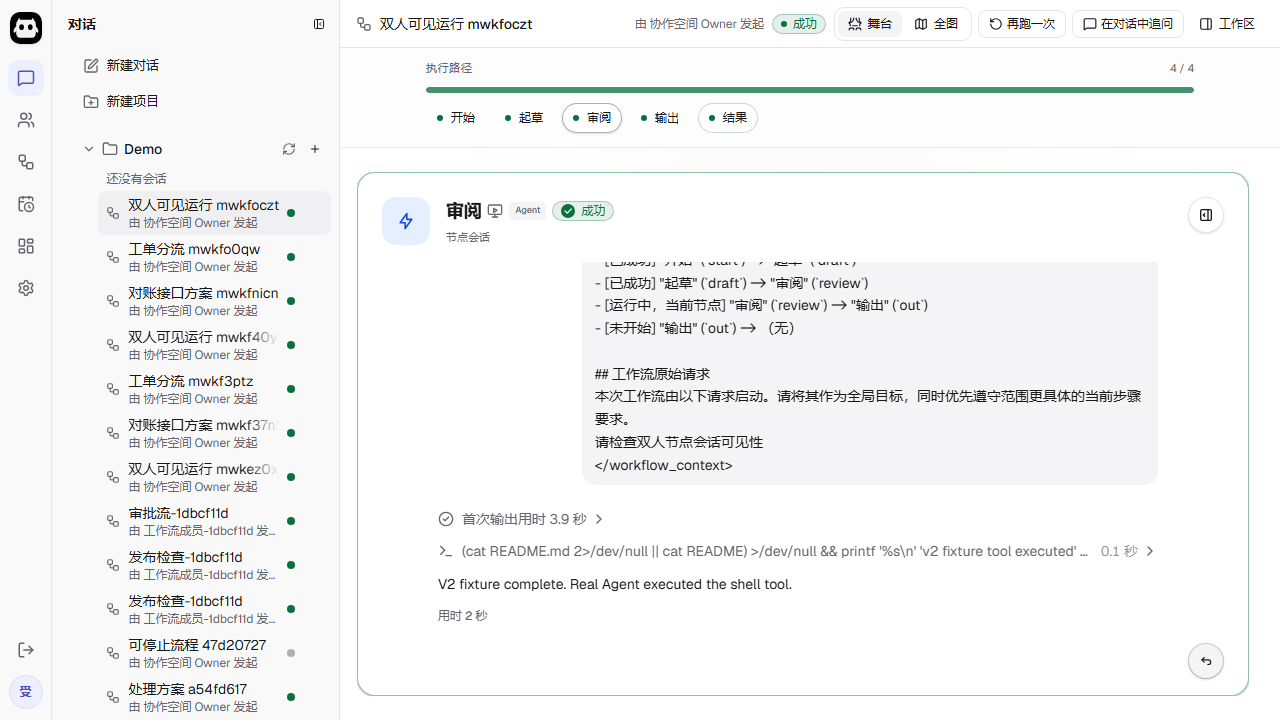 对话
新建对话
新建项目
Demo
还没有会话
双人可见运行 mwkfoczt
由 协作空间 Owner 发起
工单分流 mwkfo0qw
由 协作空间 Owner 发起
对账接口方案 mwkfnicn
由 协作空间 Owner 发起
双人可见运行 mwkf40y
由 协作空间 Owner 发起
工单分流 mwkf3ptz
由 协作空间 Owner 发起
对账接口方案 mwkf37n
由 协作空间 Owner 发起
双人可见运行 mwkez0x
由 协作空间 Owner 发起
审批流-1dbcf11d
由 工作流成员-1dbcf11d 发...
发布检查-1dbcf11d
由 工作流成员-1dbcf11d 发...
发布检查-1dbcf11d
由 工作流成员-1dbcf11d 发...
可停止流程 47d20727
由 协作空间 Owner 发起
处理方案 a54fd617
由 协作空间 Owner 发起
受
双人可见运行 mwkfoczt
由 协作空间 Owner 发起
成功
舞台
全图
再跑一次
在对话中追问
工作区
执行路径
4 / 4
开始
起草
审阅
输出
结果
审阅
Agent
成功
节点会话
- [已成功] "开始" (`start`) -> "起草" (`draft`)
- [已成功] "起草" (`draft`) -> "审阅" (`review`)
- [运行中，当前节点] "审阅" (`review`) -> "输出" (`out`)
- [未开始] "输出" (`out`) -> （无）
## 工作流原始请求
本次工作流由以下请求启动。请将其作为全局目标，同时优先遵守范围更具体的当前步骤
要求。
请检查双人节点会话可见性
</workflow_context>
首次输出用时 3.9 秒
(cat README.md 2>/dev/null || cat README) >/dev/null && printf '%s\n' 'v2 fixture tool executed' ...
0.1 秒
V2 fixture complete. Real Agent executed the shell tool.
用时 2 秒